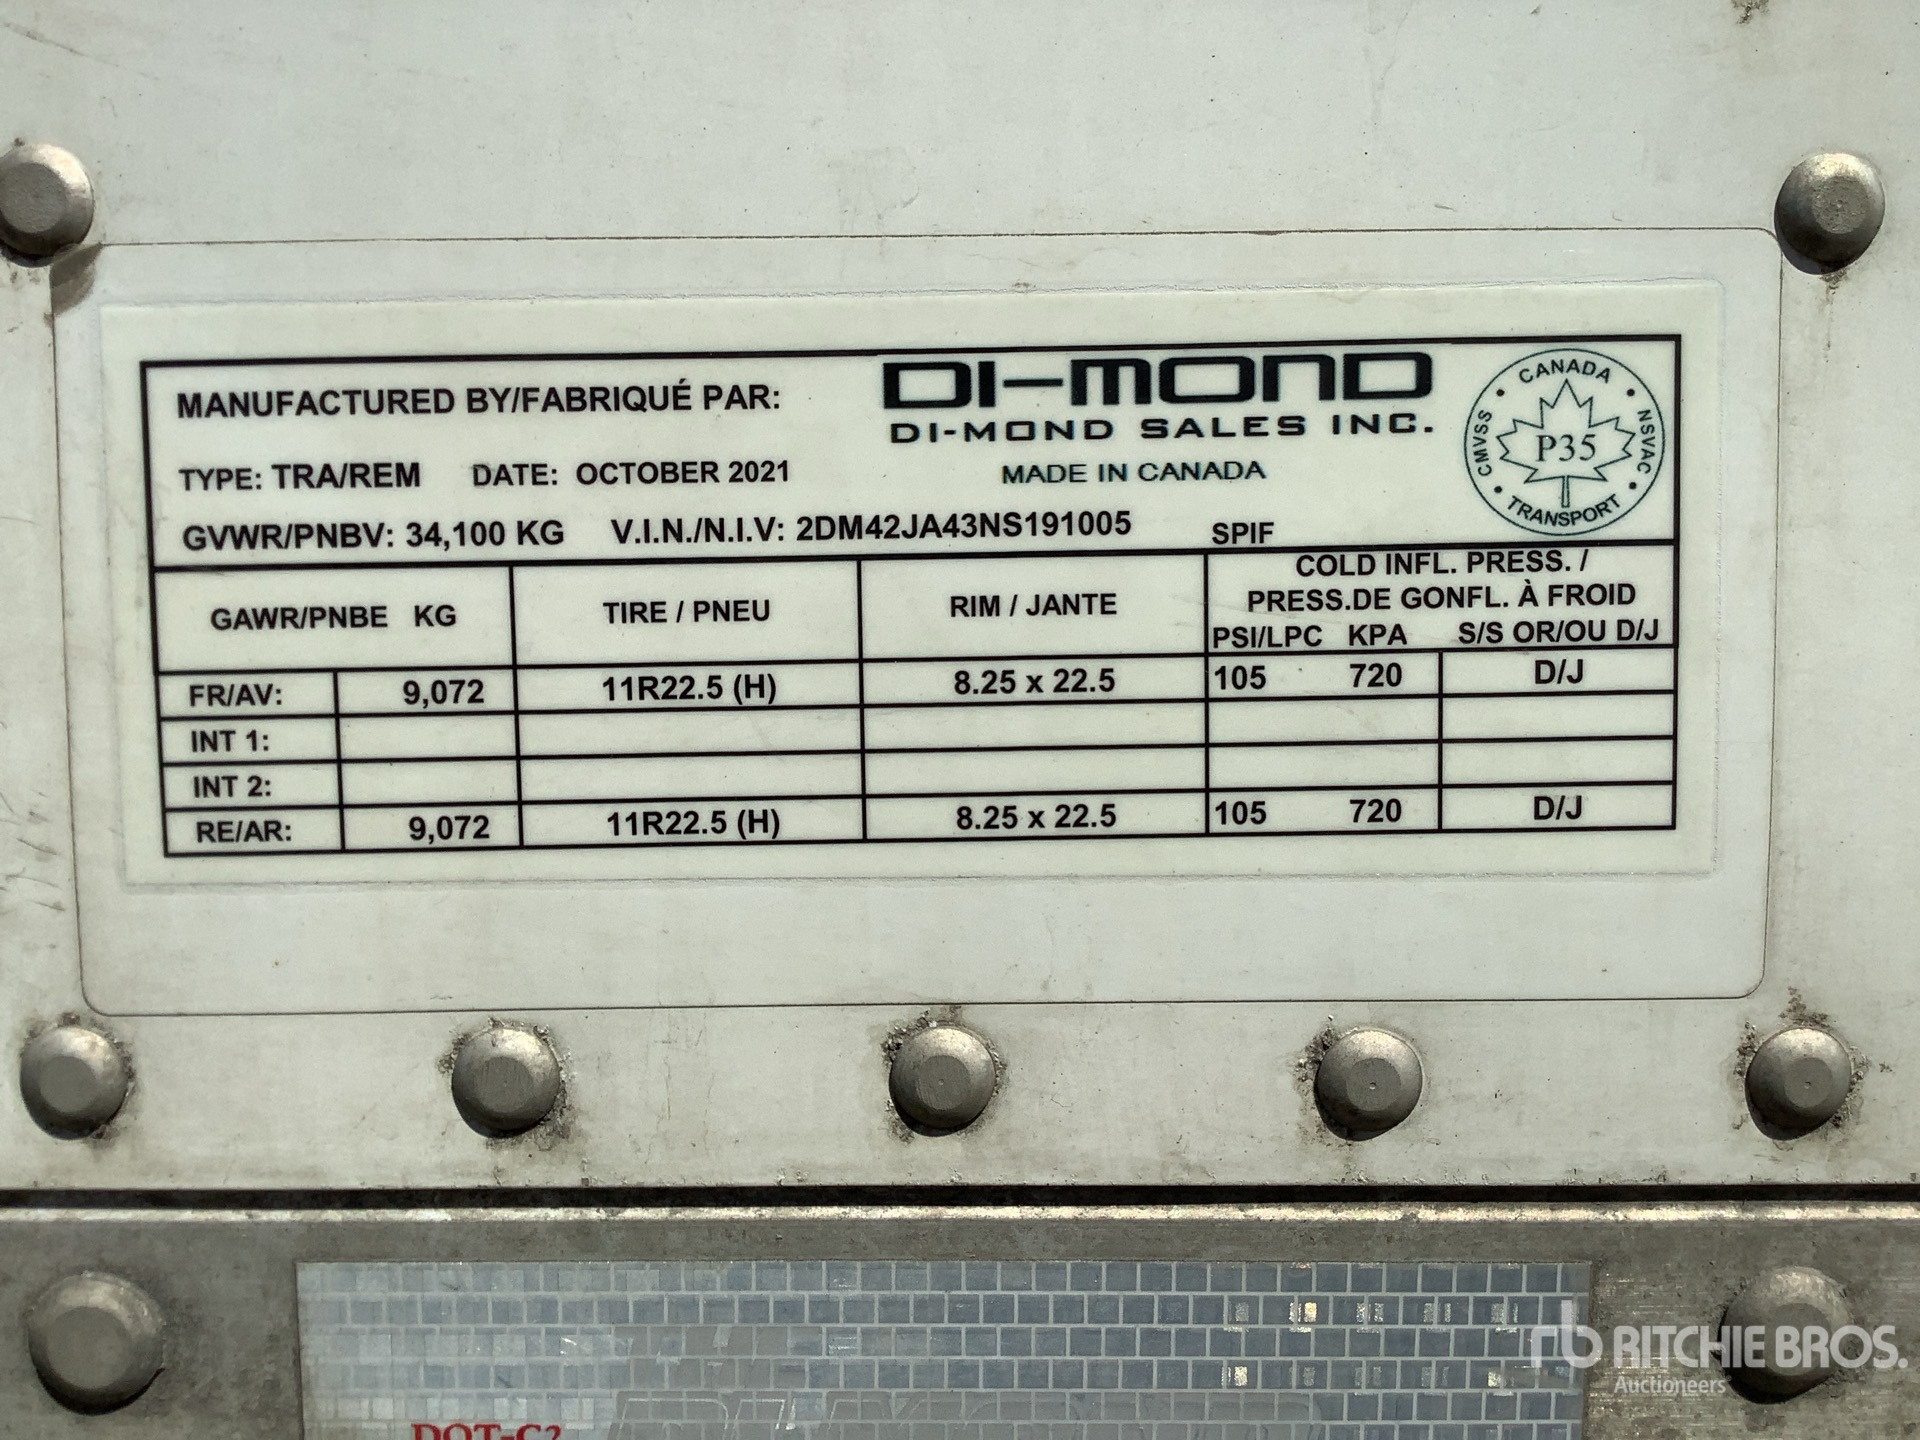 MANUFACTURED BY/FABRIQUÉ PAR:
DI-MOND
DI-MOND SALES INC.
TYPE: TRA/REM DATE: OCTOBER 2021
MADE IN CANADA
GVWR/PNBV: 34,100 KG V.I.N./N.I.V: 2DM42JA43NS191005 SPIF
CANADA
CMVSS P35 NSVAC
TRANSPORT
GAWR/PNBE KG
TIRE / PNEU
RIM / JANTE
COLD INFL. PRESS. /
PRESS.DE GONFL. À FROID
PSI/LPC KPA S/S OR/OU D/J
FR/AV: 9,072 11R22.5 (H) 8.25 x 22.5 105 720 D/J
INT 1:
INT 2:
RE/AR: 9,072 11R22.5 (H) 8.25 x 22.5 105 720 D/J
DOT-C2
rb RITCHIE BROS.
Auctioneers